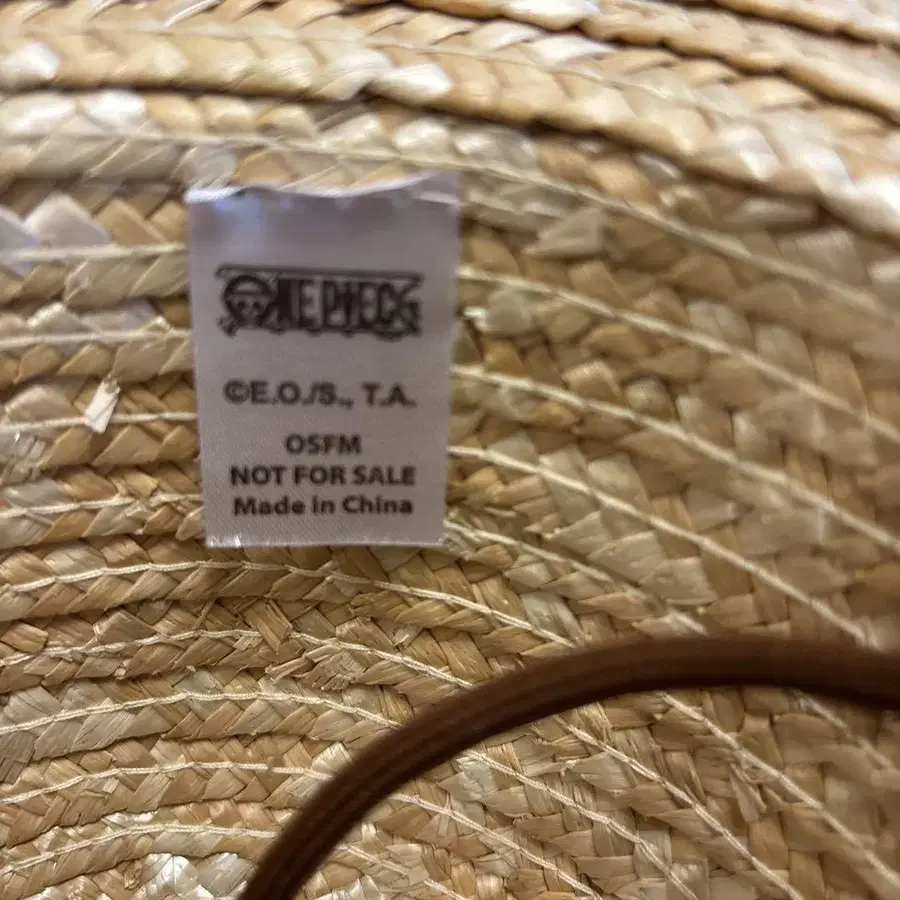 ONE PIECE
©E.O./S., T.A.
OSFM
NOT FOR SALE
Made in China